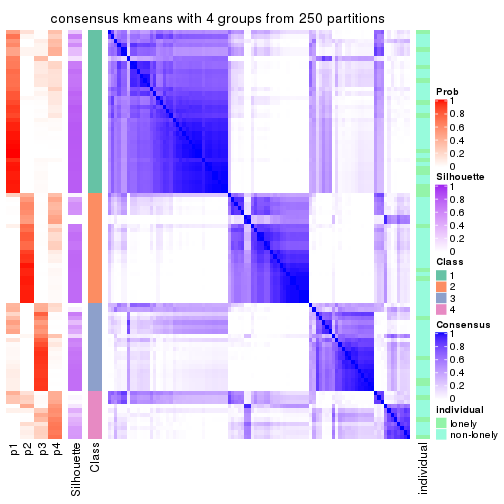 consensus kmeans with 4 groups from 250 partitions
Prob
1
0.8
0.6
0.4
0.2
0
Silhouette
1
0.8
0.6
0.4
0.2
0
Class
1
2
3
4
Consensus
1
0.8
0.6
0.4
0.2
0
individual
lonely
non-lonely
p1
p2
p3
p4
Silhouette
Class
individual